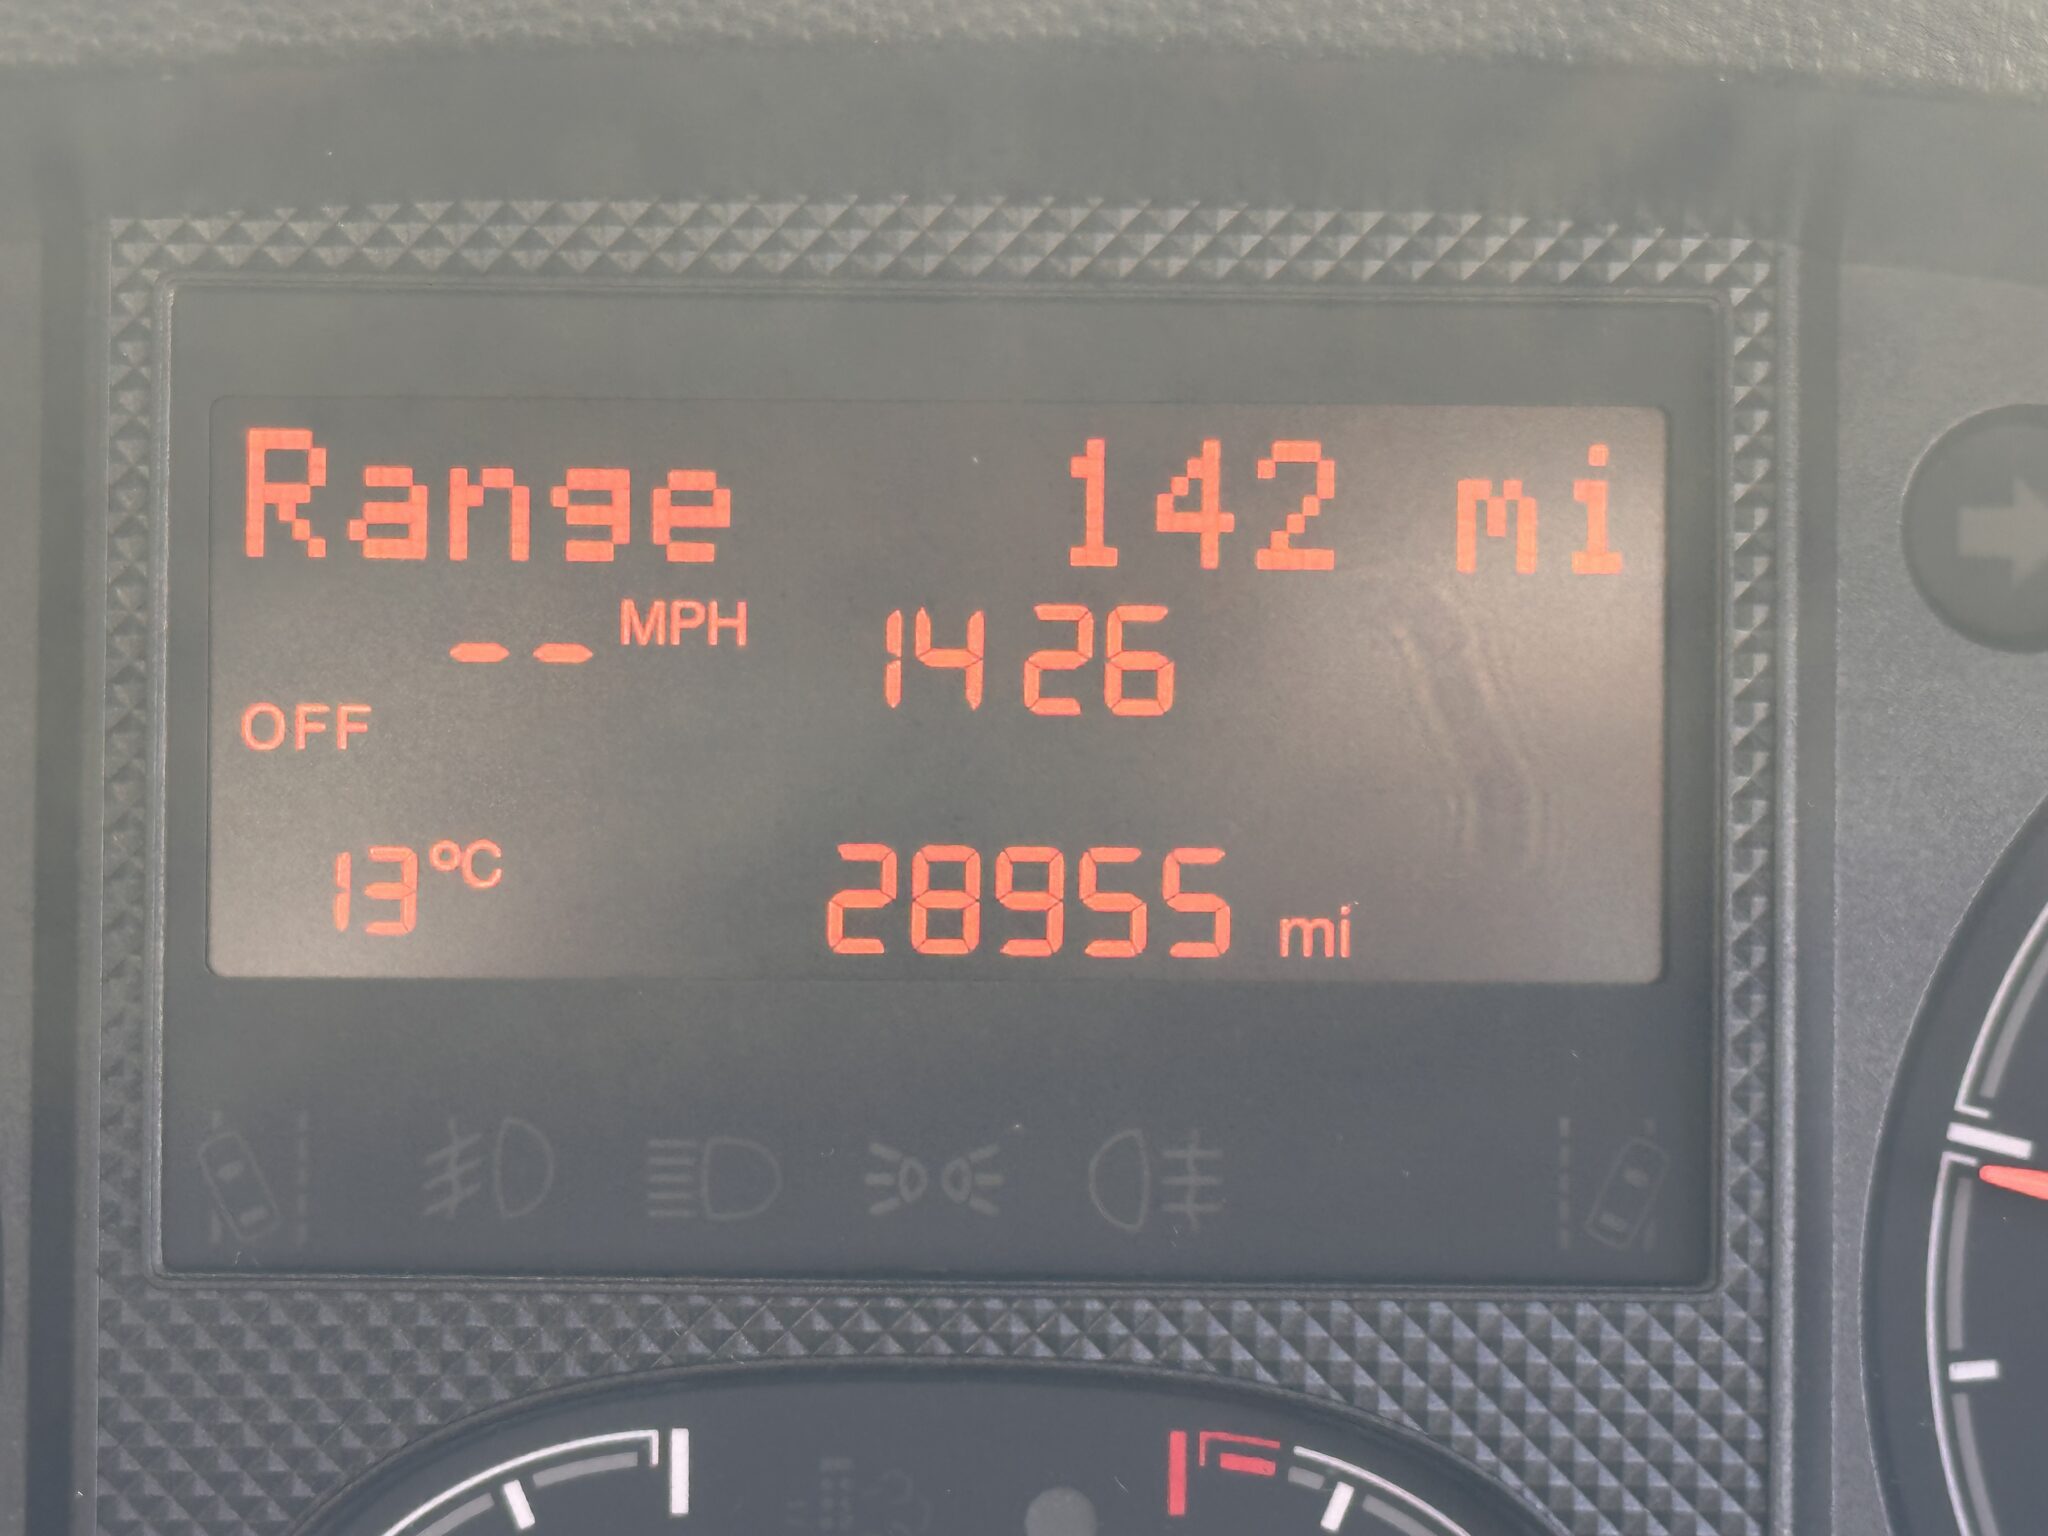 Range 142 mi
-- MPH 14 26
OFF
13°C 28955 mi